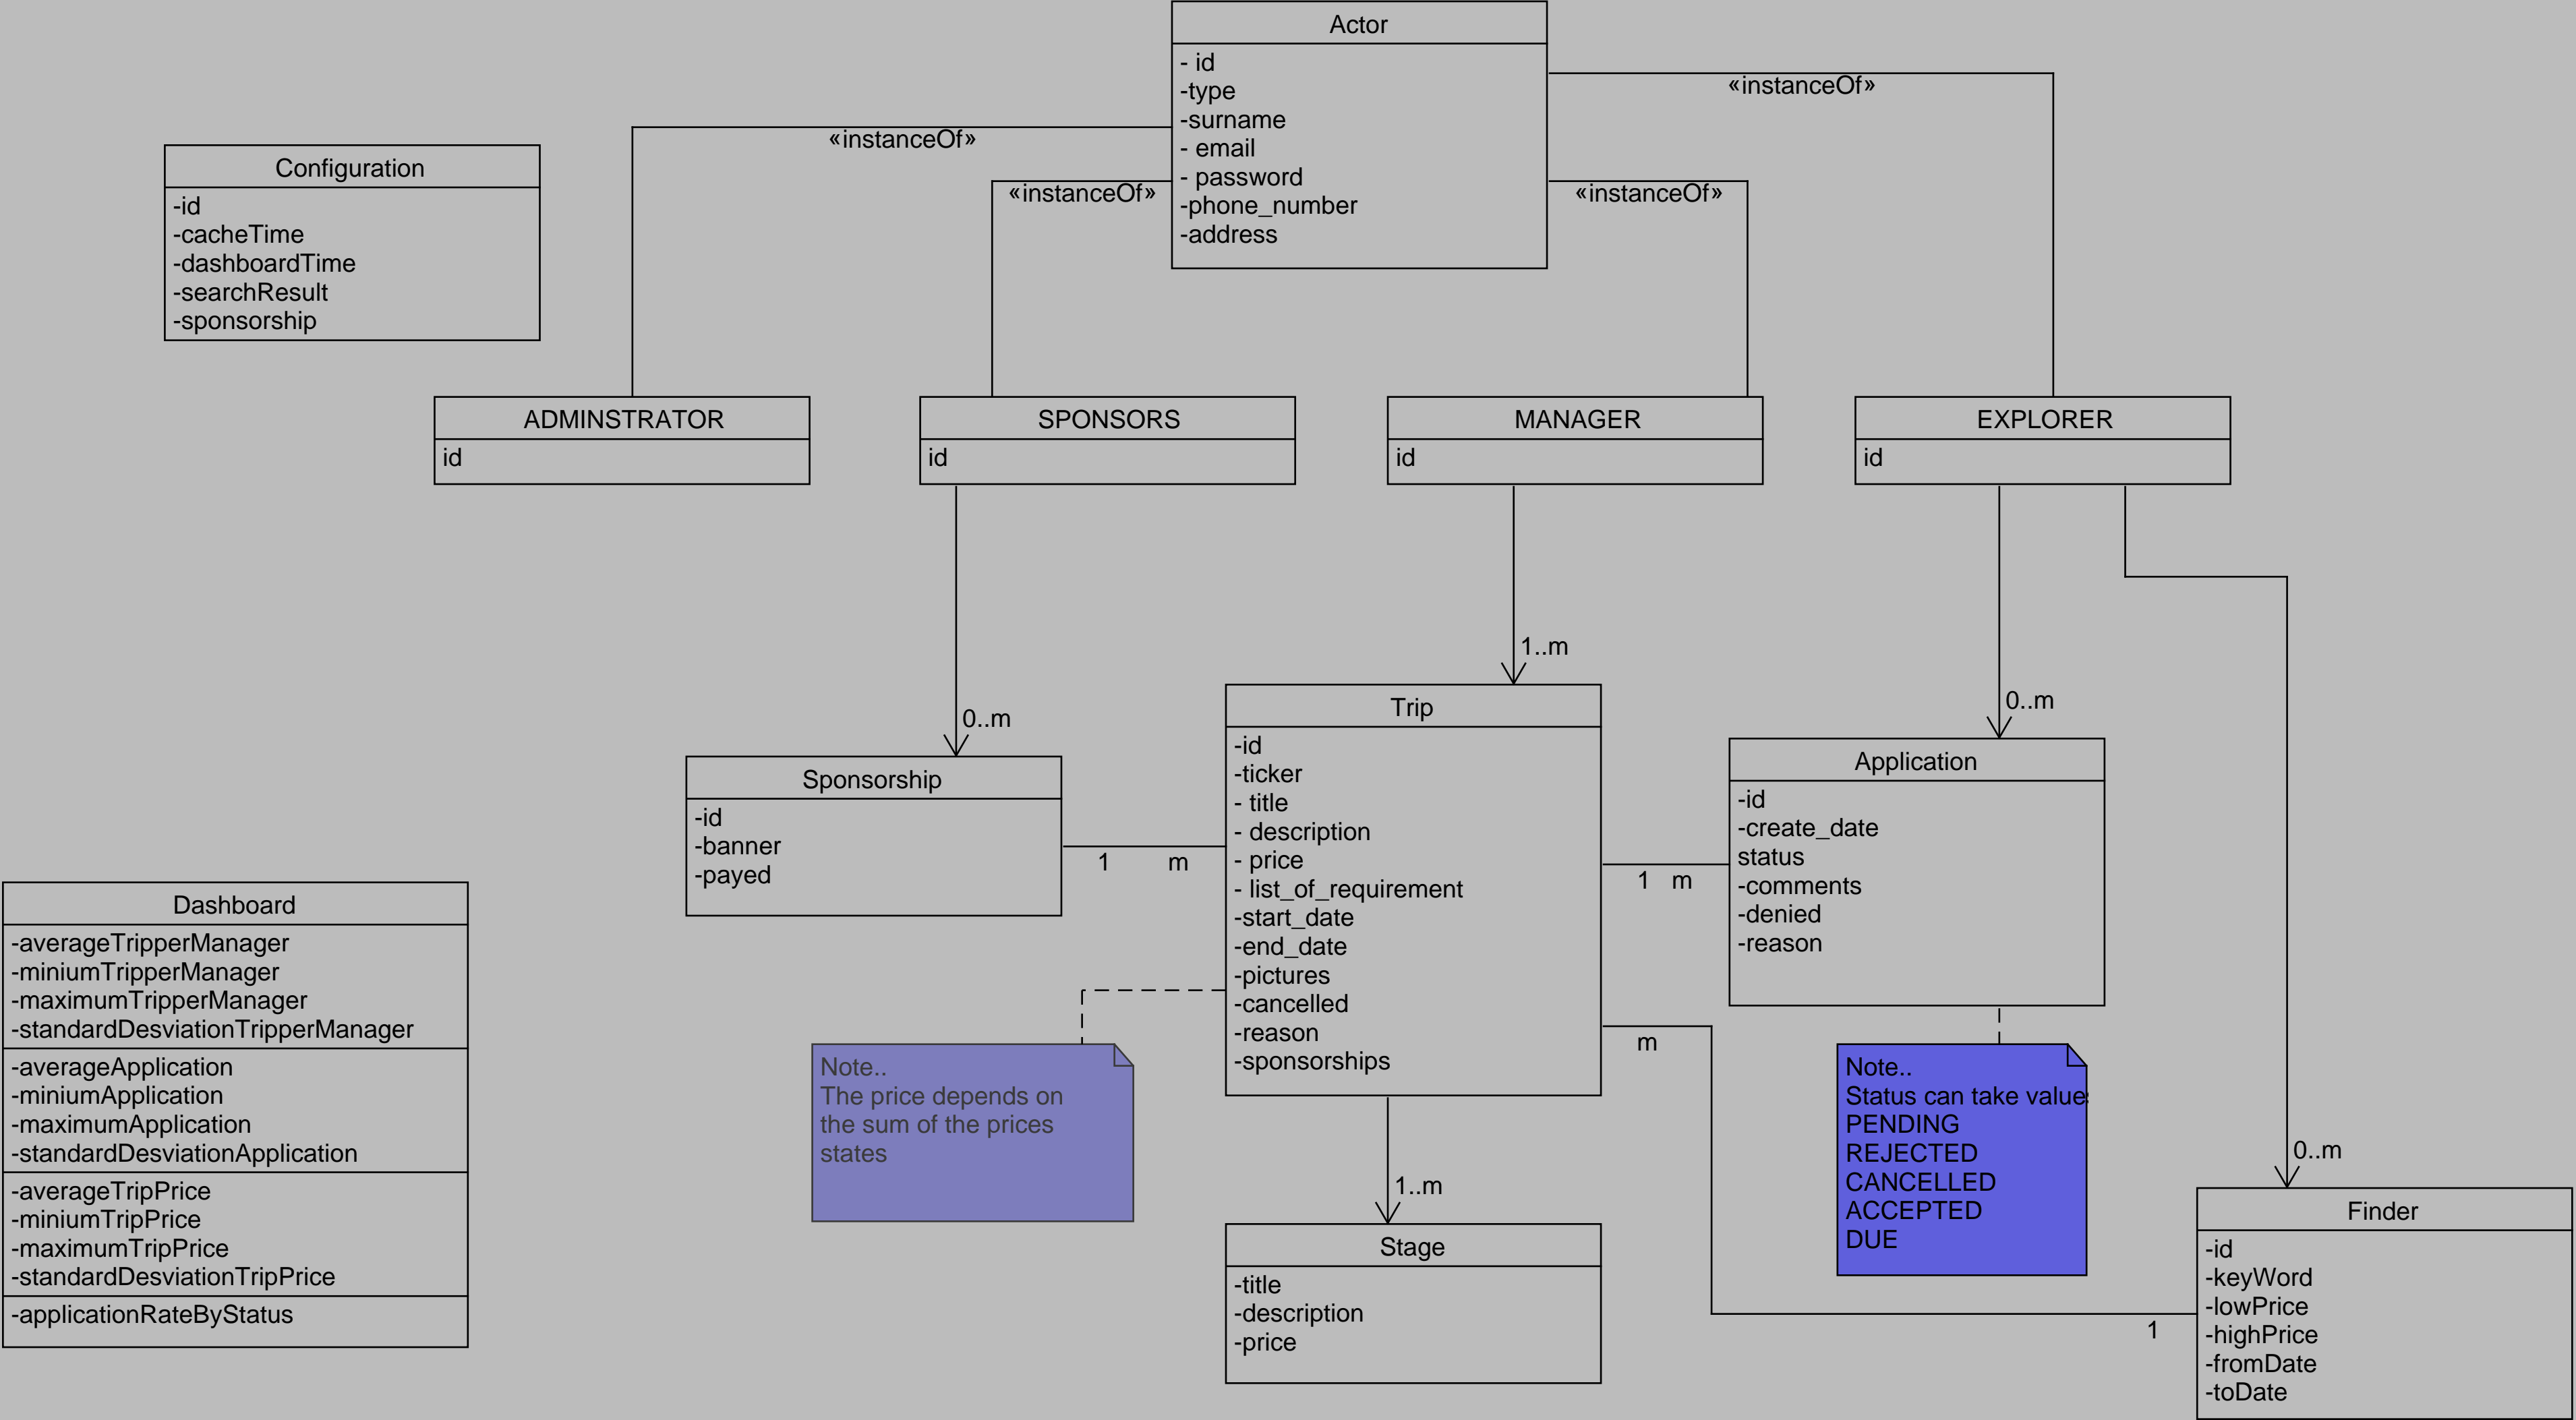 Actor
- id
-type
-surname
- email
- password
-phone_number
-address
«instanceOf»
«instanceOf»
«instanceOf»
«instanceOf»
Configuration
-id
-cacheTime
-dashboardTime
-searchResult
-sponsorship
ADMINSTRATOR
id
SPONSORS
id
MANAGER
id
EXPLORER
id
1..m
0..m
0..m
Trip
-id
-ticker
- title
- description
- price
- list_of_requirement
-start_date
-end_date
-pictures
-cancelled
-reason
-sponsorships
Sponsorship
-id
-banner
-payed
1 m
Application
-id
-create_date
status
-comments
-denied
-reason
1 m
m
Dashboard
-averageTripperManager
-miniumTripperManager
-maximumTripperManager
-standardDesviationTripperManager
-averageApplication
-miniumApplication
-maximumApplication
-standardDesviationApplication
-averageTripPrice
-miniumTripPrice
-maximumTripPrice
-standardDesviationTripPrice
-applicationRateByStatus
Note..
The price depends on
the sum of the prices
states
Note..
Status can take values
PENDING
REJECTED
CANCELLED
ACCEPTED
DUE
0..m
1..m
Stage
-title
-description
-price
Finder
-id
-keyWord
-lowPrice
-highPrice
-fromDate
-toDate
1